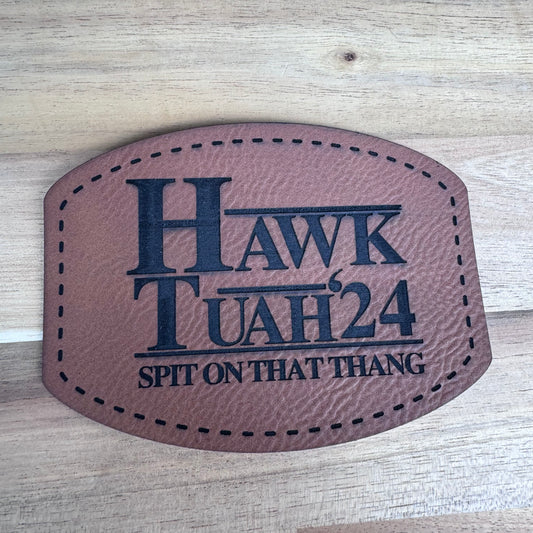 HAWK
TUAH '24
SPIT ON THAT THANG